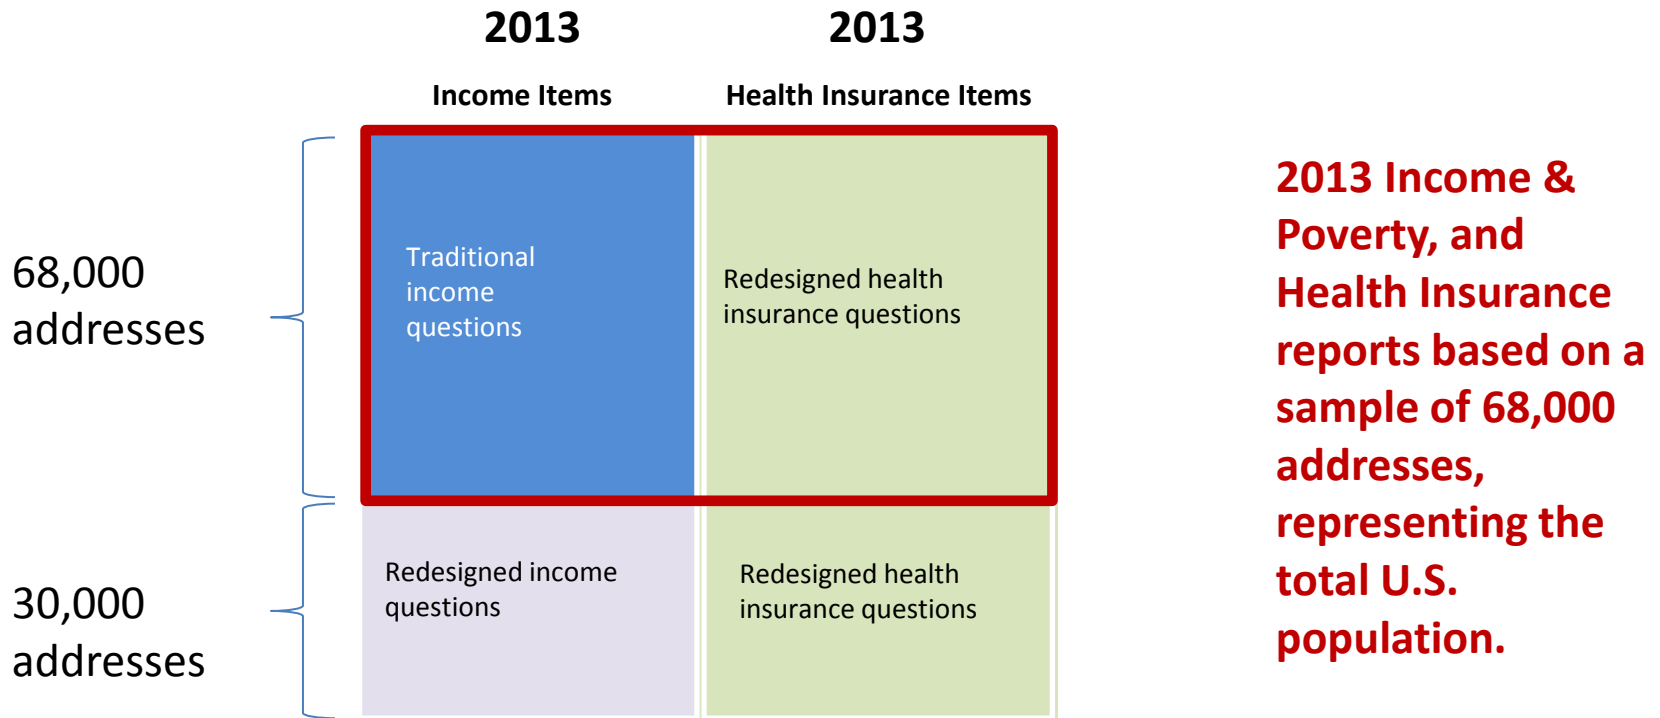 2013
2013
Income Items
Health Insurance Items
68,000
addresses
Traditional
income
questions
Redesigned health
insurance questions
30,000
addresses
Redesigned income
questions
Redesigned health
insurance questions
2013 Income &
Poverty, and
Health Insurance
reports based on a
sample of 68,000
addresses,
representing the
total U.S.
population.